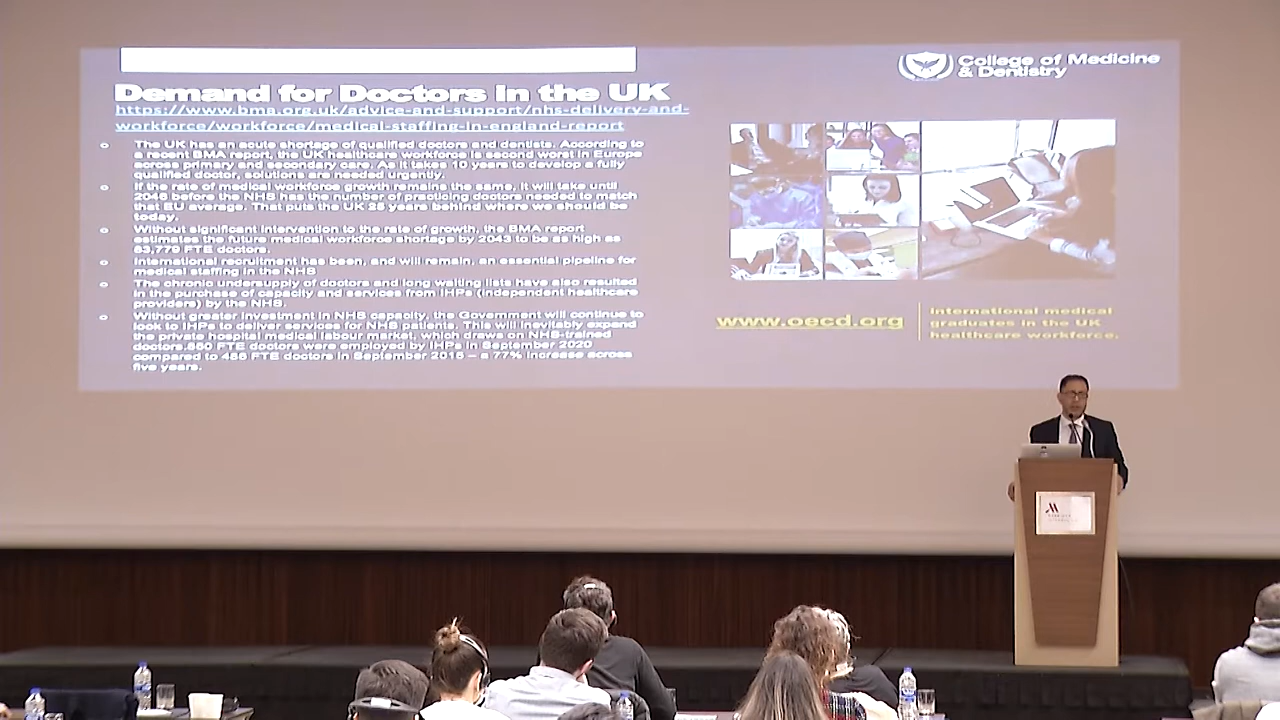 College of Medicine
& Dentistry
Demand for Doctors in the UK
https://www.bma.org.uk/advice-and-support/nhs-delivery-and-
workforce/workforce/medical-staffing-in-england-report
The UK has an acute shortage of qualified doctors and dentists. According to
a recent BMA report, the UK healthcare workforce is second worst in Europe
across primary and secondary care. As it takes 10 years to develop a fully
qualified doctor, solutions are needed urgently.
If the rate of medical workforce growth remains the same, it will take until
2046 before the NHS has the number of practicing doctors needed to match
that EU average. That puts the UK 25 years behind where we should be
today.
Without significant intervention to the rate of growth, the BMA report
estimates the future medical workforce shortage by 2043 to be as high as
83,779 FTE doctors.
International recruitment has been, and will remain, an essential pipeline for
medical staffing in the NHS
The chronic undersupply of doctors and long waiting lists have also resulted
in the purchase of capacity and services from IHPs (independent healthcare
providers) by the NHS.
Without greater investment in NHS capacity, the Government will continue to
look to IHPs to deliver services for NHS patients. This will inevitably expand
the private hospital medical labour market, which draws on NHS-trained
doctors.860 FTE doctors were employed by IHPs in September 2020
compared to 486 FTE doctors in September 2015 – a 77% increase across
five years.
www.oecd.org
International medical
graduates in the UK
healthcare workforce.